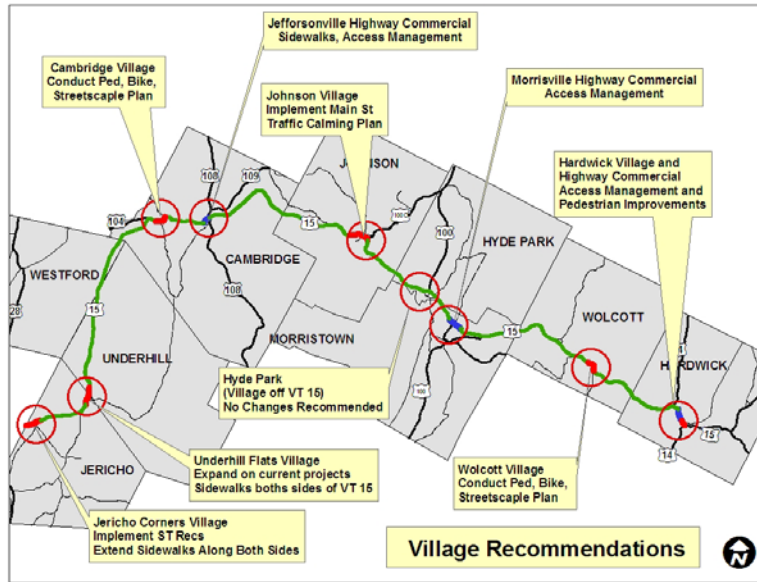 Jeffersonville Highway Commercial
Sidewalks, Access Management
Cambridge Village
Conduct Ped, Bike,
Streetscape Plan
Morrisville Highway Commercial
Access Management
Johnson Village
Implement Main St
Traffic Calming Plan
Hardwick Village and
Highway Commercial
Access Management and
Pedestrian Improvements
108
109
JOHNSON
100C
104
15
100
HYDE PARK
WESTFORD
CAMBRIDGE
28
15
108
WOLCOTT
MORRISTOWN
15
UNDERHILL
HARDWICK
Hyde Park
(Village off VT 15)
No Changes Recommended
100
15
14
JERICHO
Underhill Flats Village
Expand on current projects
Sidewalks boths sides of VT 15
Wolcott Village
Conduct Ped, Bike,
Streetscape Plan
Jericho Corners Village
Implement ST Recs
Extend Sidewalks Along Both Sides
Village Recommendations
N